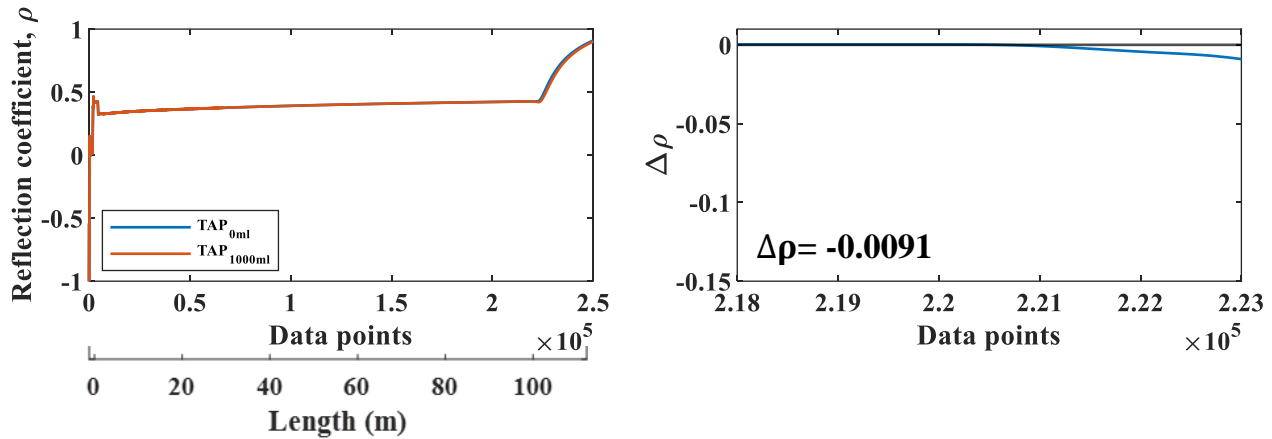 Reflection coefficient, ρ
1
0.5
0
-0.5
-1
TAP0ml
TAP1000ml
0 0.5 1 1.5 2 2.5
Data points ×10^5
0 20 40 60 80 100
Length (m)
Δρ
0
-0.05
-0.1
-0.15
Δρ= -0.0091
2.18 2.19 2.2 2.21 2.22 2.23
Data points ×10^5